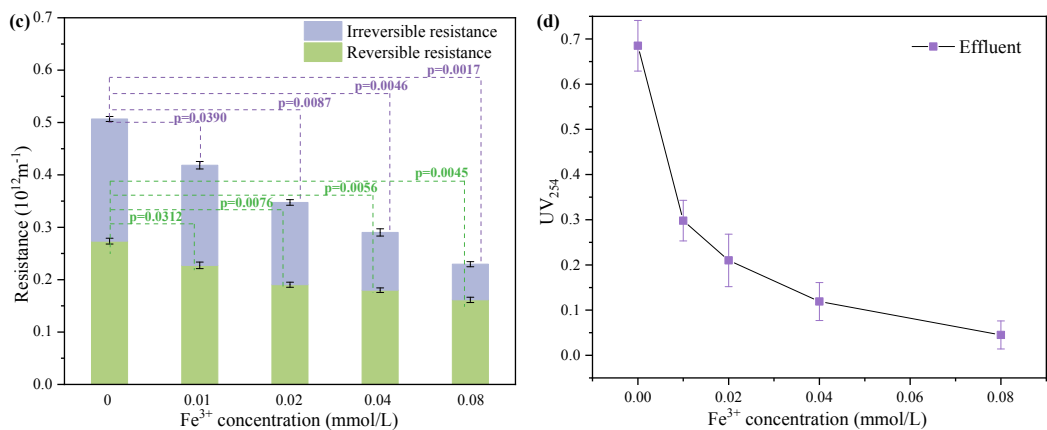 (c)
Irreversible resistance
Reversible resistance
p=0.0017
p=0.0046
p=0.0087
p=0.0390
p=0.0045
p=0.0056
p=0.0076
p=0.0312
Resistance (10¹²m⁻¹)
0.7
0.6
0.5
0.4
0.3
0.2
0.1
0.0
0 0.01 0.02 0.04 0.08
Fe³⁺ concentration (mmol/L)
(d)
Effluent
UV₂₅₄
0.7
0.6
0.5
0.4
0.3
0.2
0.1
0.0
0.00 0.02 0.04 0.06 0.08
Fe³⁺ concentration (mmol/L)